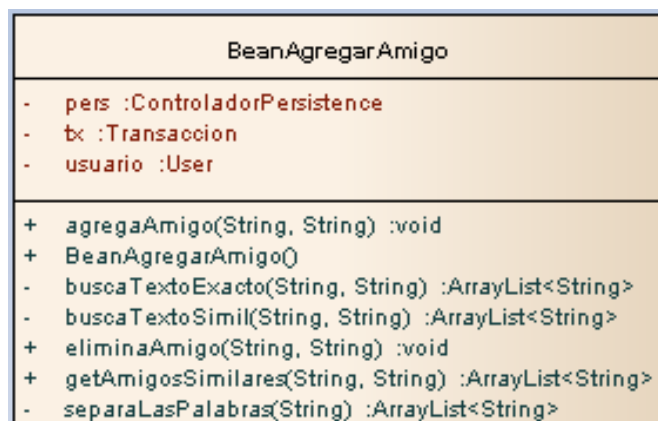 BeanAgregarAmigo
- pers :ControladorPersistence
- tx :Transaccion
- usuario :User
+ agregaAmigo(String, String) :void
+ BeanAgregarAmigo()
- buscaTextoExacto(String, String) :ArrayList<String>
- buscaTextoSimil(String, String) :ArrayList<String>
+ eliminaAmigo(String, String) :void
+ getAmigosSimilares(String, String) :ArrayList<String>
- separaLasPalabras(String) :ArrayList<String>